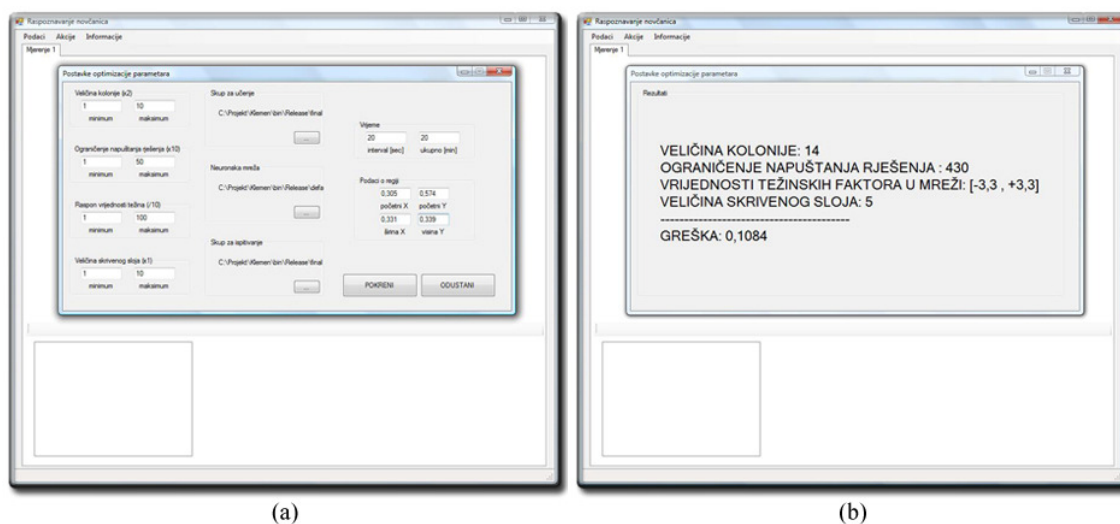 Raspoznavanje novčanica
Podaci Akcije Informacije
Mjerenje 1
Postavke optimizacije parametara
Veličina kolonije (x2)
1 10
minimum maksimum
Ograničenje napuštanja rješenja (x10)
1 50
minimum maksimum
Raspon vrijednosti težina (/10)
1 100
minimum maksimum
Veličina skrivenog sloja (x1)
1 10
minimum maksimum
Skup za učenje
C:\Projekt\Klemen\bin\Release\final
...
Neuronska mreža
C:\Projekt\Klemen\bin\Release\defa
...
Skup za ispitivanje
C:\Projekt\Klemen\bin\Release\final
...
Vrijeme
20 20
interval [sec] ukupno [min]
Podaci o regiji
0,305 0,574
početni X početni Y
0,331 0,339
širina X visina Y
POKRENI ODUSTANI
(a)
Raspoznavanje novčanica
Podaci Akcije Informacije
Mjerenje 1
Postavke optimizacije parametara
Rezultati
VELIČINA KOLONIJE: 14
OGRANIČENJE NAPUŠTANJA RJEŠENJA : 430
VRIJEDNOSTI TEŽINSKIH FAKTORA U MREŽI: [-3,3 , +3,3]
VELIČINA SKRIVENOG SLOJA: 5
----------------------------------------
GREŠKA: 0,1084
(b)